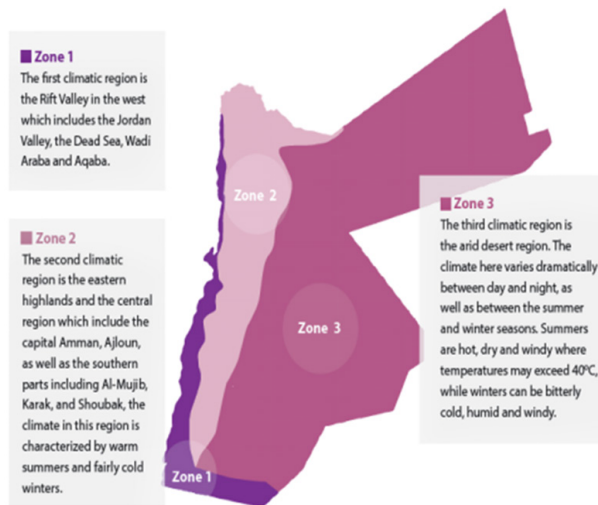 Zone 1
The first climatic region is
the Rift Valley in the west
which includes the Jordan
Valley, the Dead Sea, Wadi
Araba and Aqaba.
Zone 2
The second climatic
region is the eastern
highlands and the central
region which include the
capital Amman, Ajloun,
as well as the southern
parts including Al-Mujib,
Karak, and Shoubak, the
climate in this region is
characterized by warm
summers and fairly cold
winters.
Zone 2
Zone 3
Zone 1
Zone 3
The third climatic region is
the arid desert region. The
climate here varies dramatically
between day and night, as
well as between the summer
and winter seasons. Summers
are hot, dry and windy where
temperatures may exceed 40ºC,
while winters can be bitterly
cold, humid and windy.